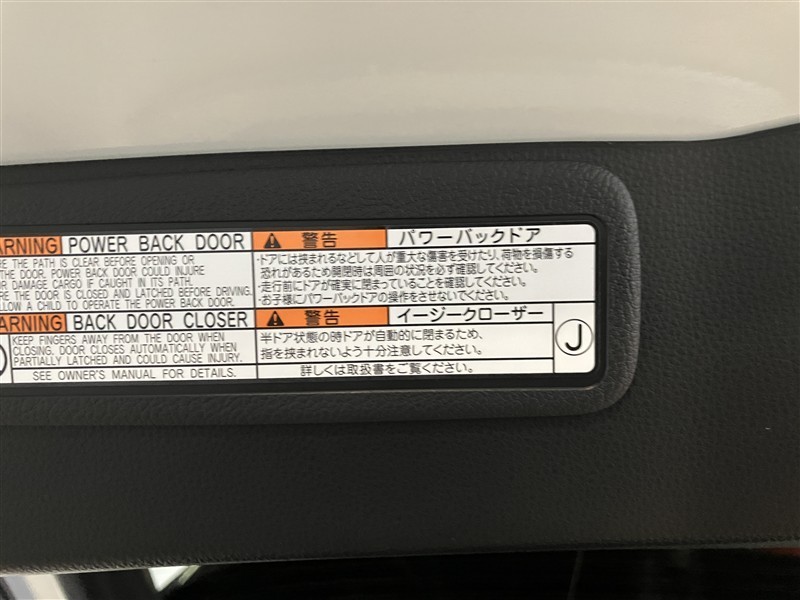 POWER BACK DOOR
THE PATH IS CLEAR BEFORE OPENING OR
THE DOOR. POWER BACK DOOR COULD INJURE
DAMAGE CARGO IF CAUGHT IN ITS PATH.
THE DOOR IS CLOSED AND LATCHED BEFORE DRIVING.
A CHILD TO OPERATE THE POWER BACK DOOR.
BACK DOOR CLOSER
KEEP FINGERS AWAY FROM THE DOOR WHEN
CLOSING. DOOR CLOSES AUTOMATICALLY WHEN
PARTIALLY LATCHED AND COULD CAUSE INJURY.
SEE OWNER'S MANUAL FOR DETAILS.
警告 パワーバックドア
・ドアには挟まれるなどして人が重大な傷害を受けたり、荷物を損傷する
恐れがあるため開閉時は周囲の状況を必ず確認してください。
・走行前にドアが確実に閉まっていることを確認してください。
・お子様にパワーバックドアの操作をさせないでください。
警告 イージークローザー
半ドア状態の時ドアが自動的に閉まるため、
指を挟まれないよう十分注意してください。
詳しくは取扱書をご覧ください。
J